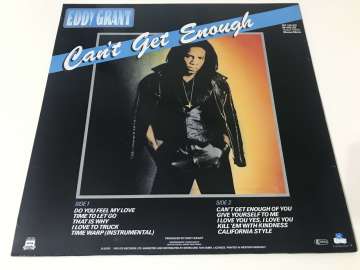 EDDY GRANT
Can't Get Enough
SIDE 1
DO YOU FEEL MY LOVE
TIME TO LET GO
THAT IS WHY
I LOVE TO TRUCK
TIME WARP (INSTRUMENTAL)
SIDE 2
CAN'T GET ENOUGH OF YOU
GIVE YOURSELF TO ME
I LOVE YOU YES, I LOVE YOU
KILL 'EM WITH KINDNESS
CALIFORNIA STYLE